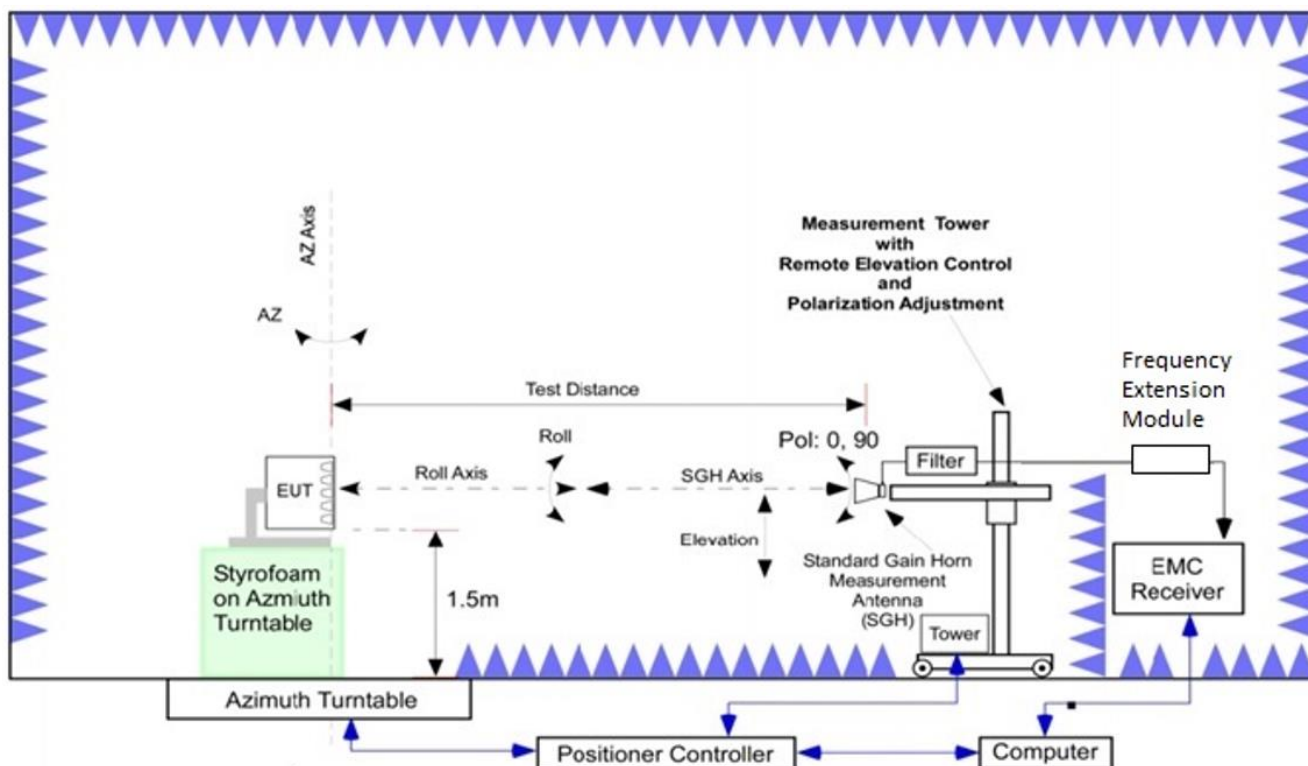 Measurement Tower
with
Remote Elevation Control
and
Polarization Adjustment
AZ Axis
AZ
Frequency
Extension
Module
Test Distance
Roll
Pol: 0, 90
Filter
EUT
Roll Axis
SGH Axis
Elevation
Standard Gain Horn
Measurement
Antenna
(SGH)
EMC
Receiver
Styrofoam
on Azmiuth
Turntable
1.5m
Tower
Azimuth Turntable
Positioner Controller
Computer